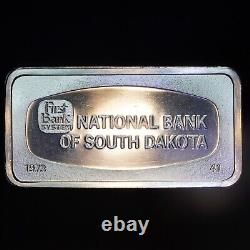 First
Bank
SYSTEM
NATIONAL BANK
OF SOUTH DAKOTA
1973 41